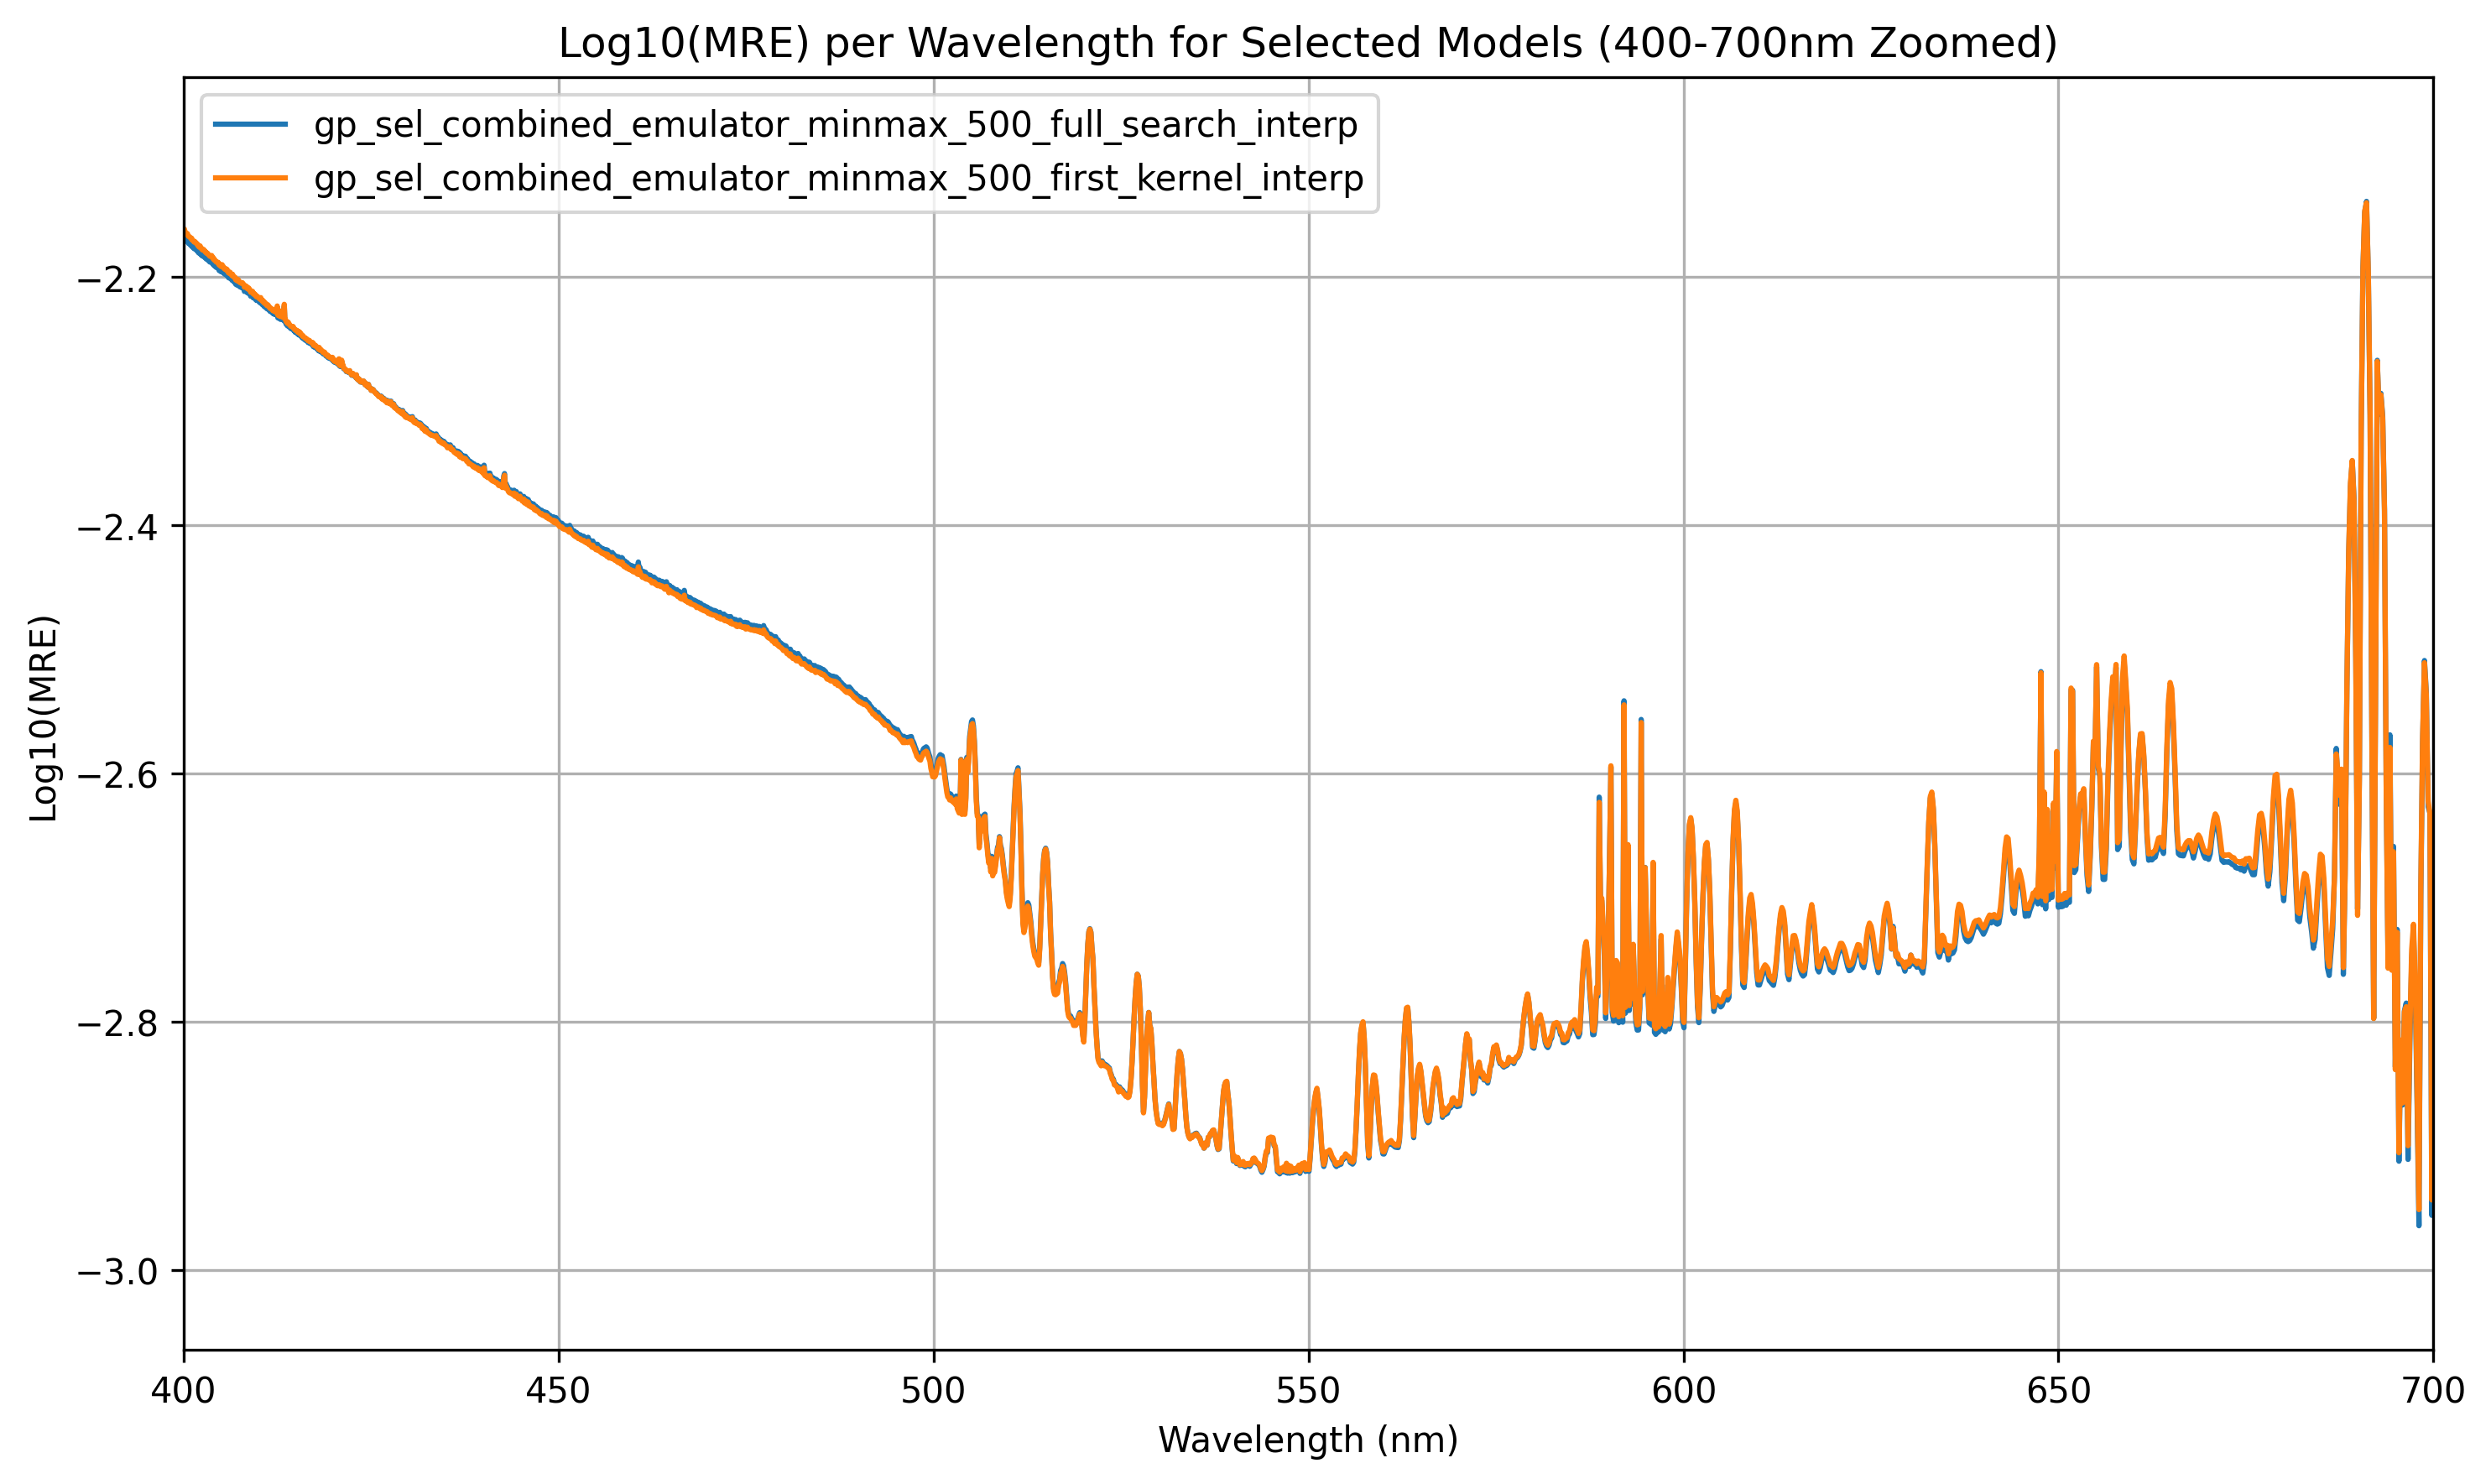 Log10(MRE) per Wavelength for Selected Models (400-700nm Zoomed)
gp_sel_combined_emulator_minmax_500_full_search_interp
gp_sel_combined_emulator_minmax_500_first_kernel_interp
−2.2
−2.4
−2.6
−2.8
−3.0
Log10(MRE)
400 450 500 550 600 650 700
Wavelength (nm)